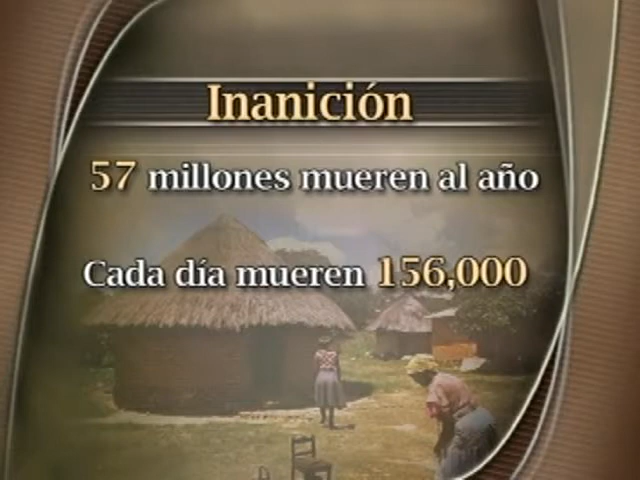 Inanición
57 millones mueren al año
Cada día mueren 156,000